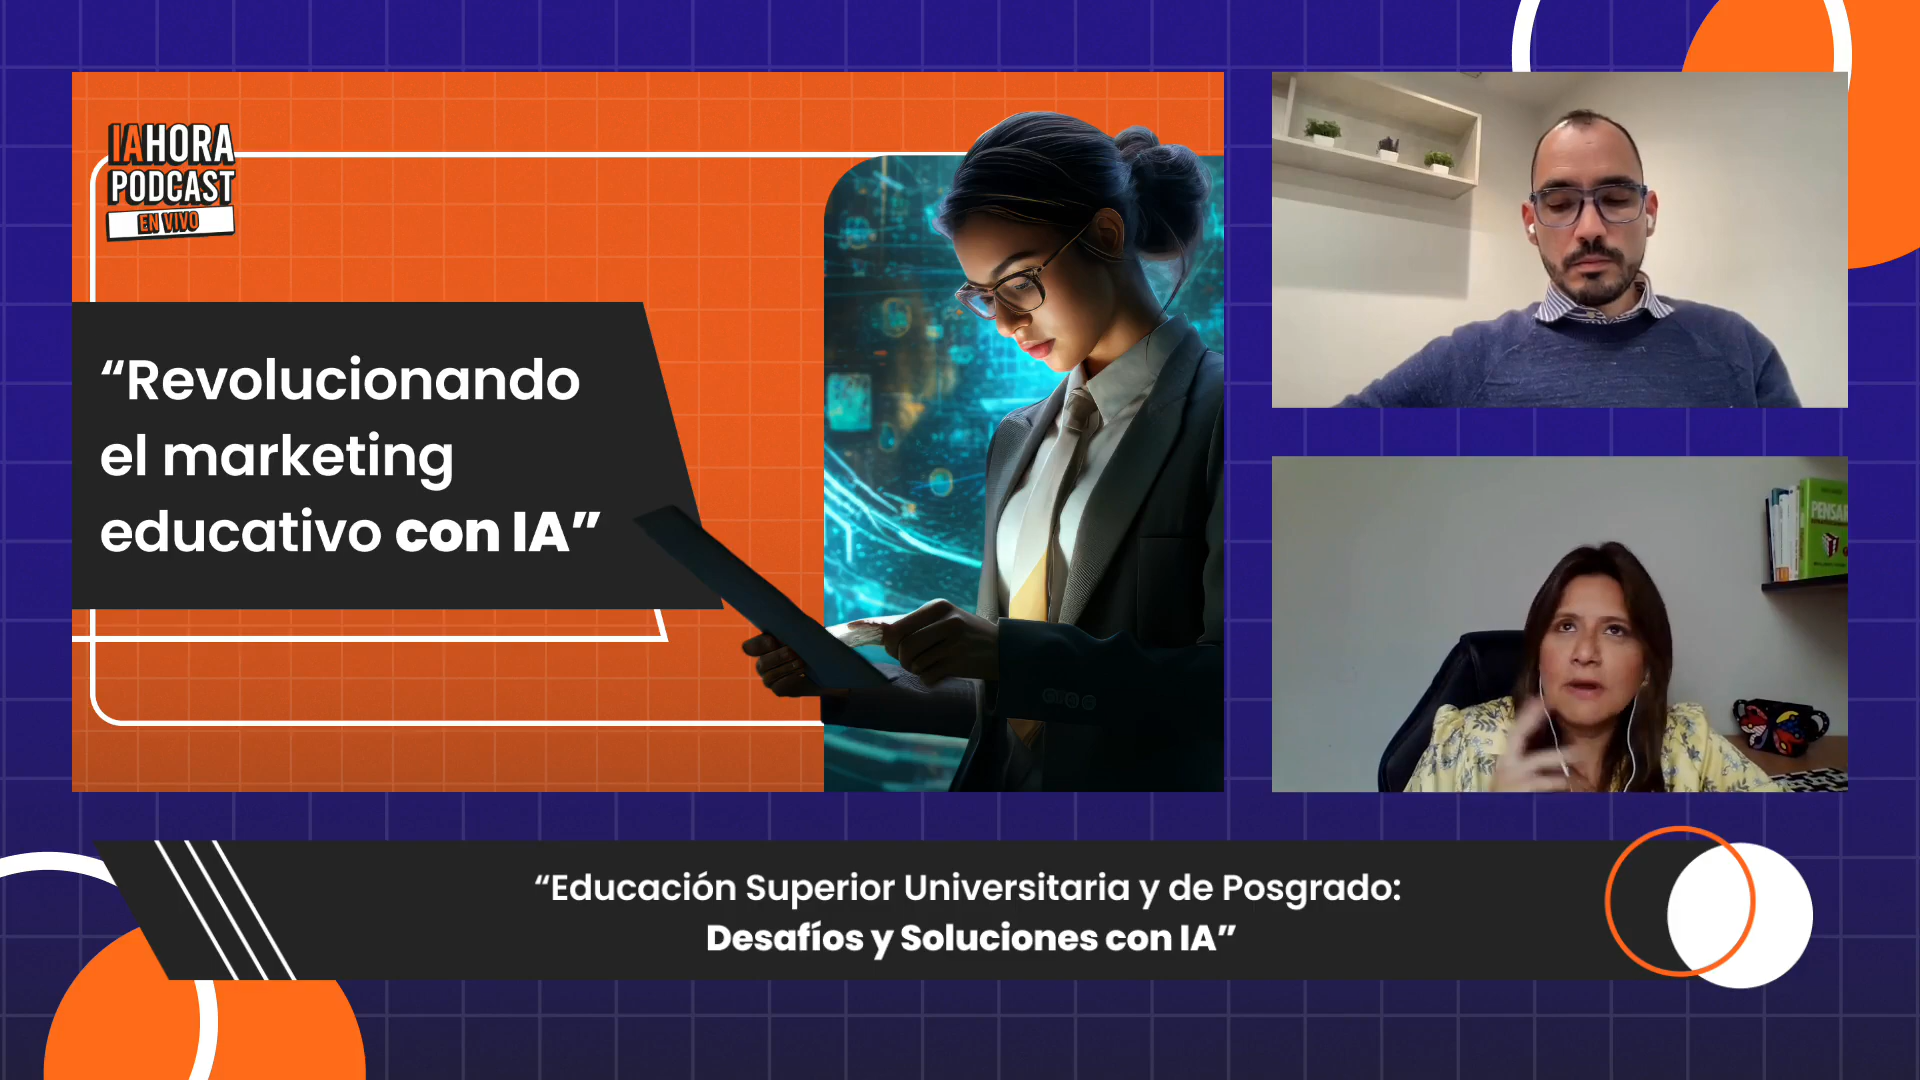 IAHORA
PODCAST
EN VIVO
“Revolucionando
el marketing
educativo con IA”
PENSAR
“Educación Superior Universitaria y de Posgrado:
Desafíos y Soluciones con IA”